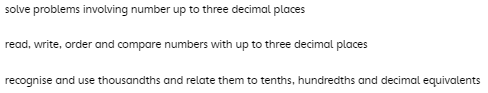 solve problems involving number up to three decimal places
read, write, order and compare numbers with up to three decimal places
recognise and use thousandths and relate them to tenths, hundredths and decimal equivalents